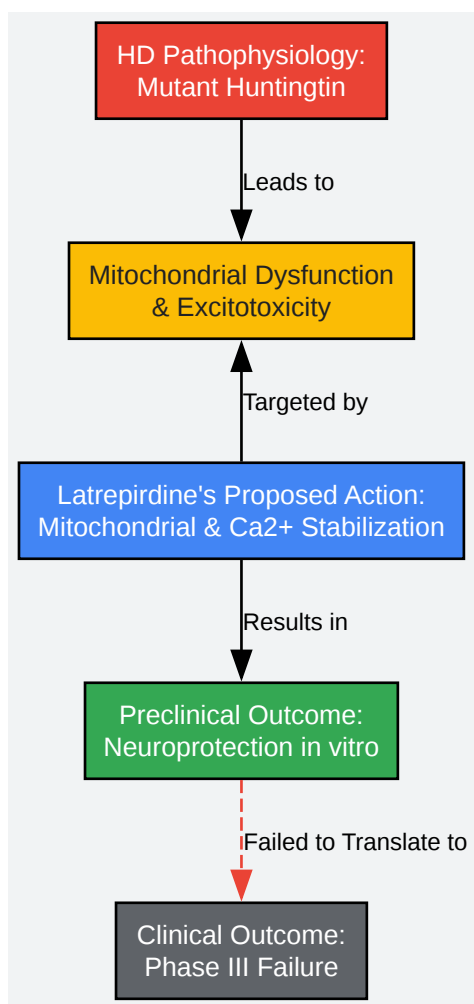 HD Pathophysiology:
Mutant Huntingtin
Leads to
Mitochondrial Dysfunction
& Excitotoxicity
Targeted by
Latrepirdine's Proposed Action:
Mitochondrial & Ca2+ Stabilization
Results in
Preclinical Outcome:
Neuroprotection in vitro
Failed to Translate to
Clinical Outcome:
Phase III Failure